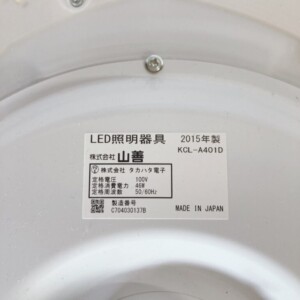 LED照明器具 2015年製
株式会社 山善 KCL-A401D
株式会社 タカハタ電子
定格電圧 100V
定格消費電力 46W
定格周波数 50/60Hz
製造番号
C704030137B MADE IN JAPAN